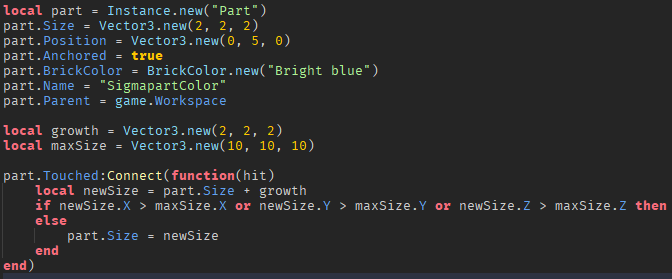 local part = Instance.new("Part")
part.Size = Vector3.new(2, 2, 2)
part.Position = Vector3.new(0, 5, 0)
part.Anchored = true
part.BrickColor = BrickColor.new("Bright blue")
part.Name = "SigmapartColor"
part.Parent = game.Workspace

local growth = Vector3.new(2, 2, 2)
local maxSize = Vector3.new(10, 10, 10)

part.Touched:Connect(function(hit)
    local newSize = part.Size + growth
    if newSize.X > maxSize.X or newSize.Y > maxSize.Y or newSize.Z > maxSize.Z then
    else
        part.Size = newSize
    end
end)